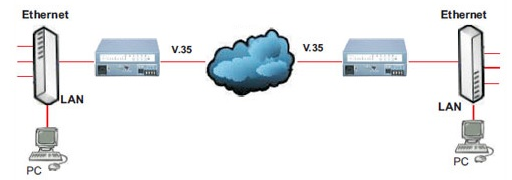 Ethernet
Ethernet
V.35
V.35
LAN
LAN
PC
PC